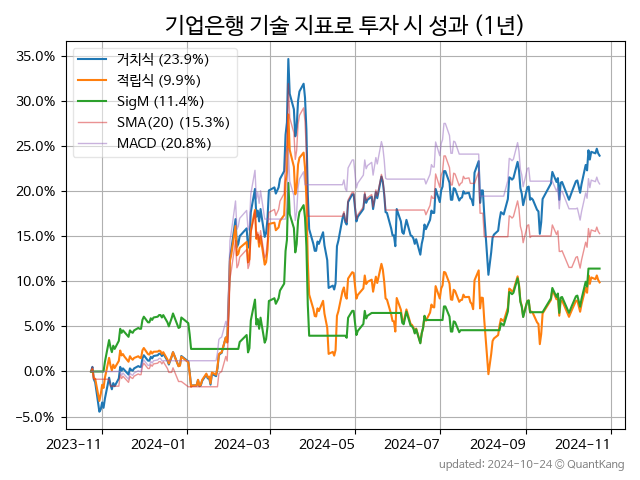 기업은행 기술 지표로 투자 시 성과 (1년)
35.0%
30.0%
25.0%
20.0%
15.0%
10.0%
5.0%
0.0%
−5.0%
거치식 (23.9%)
적립식 (9.9%)
SigM (11.4%)
SMA(20) (15.3%)
MACD (20.8%)
2023-11 2024-01 2024-03 2024-05 2024-07 2024-09 2024-11
updated: 2024-10-24 © QuantKang